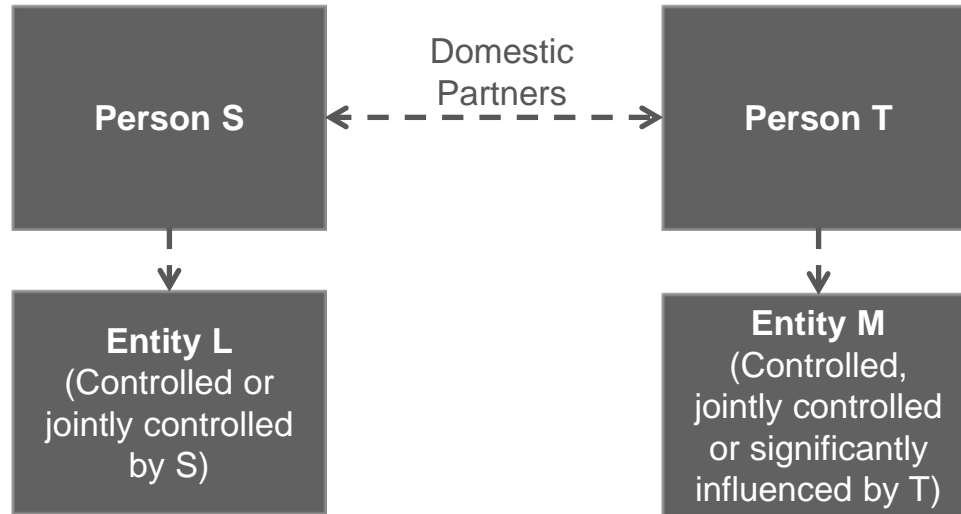 Person S
Domestic
Partners
Person T
Entity L
(Controlled or
jointly controlled
by S)
Entity M
(Controlled,
jointly controlled
or significantly
influenced by T)